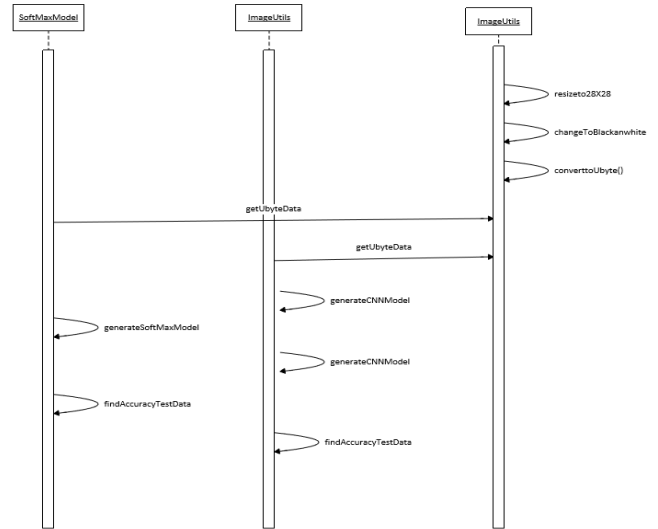 SoftMaxModel
ImageUtils
ImageUtils
resizeto28X28
changeToBlackanwhite
converttoUbyte()
getUbyteData
getUbyteData
generateCNNModel
generateSoftMaxModel
generateCNNModel
findAccuracyTestData
findAccuracyTestData